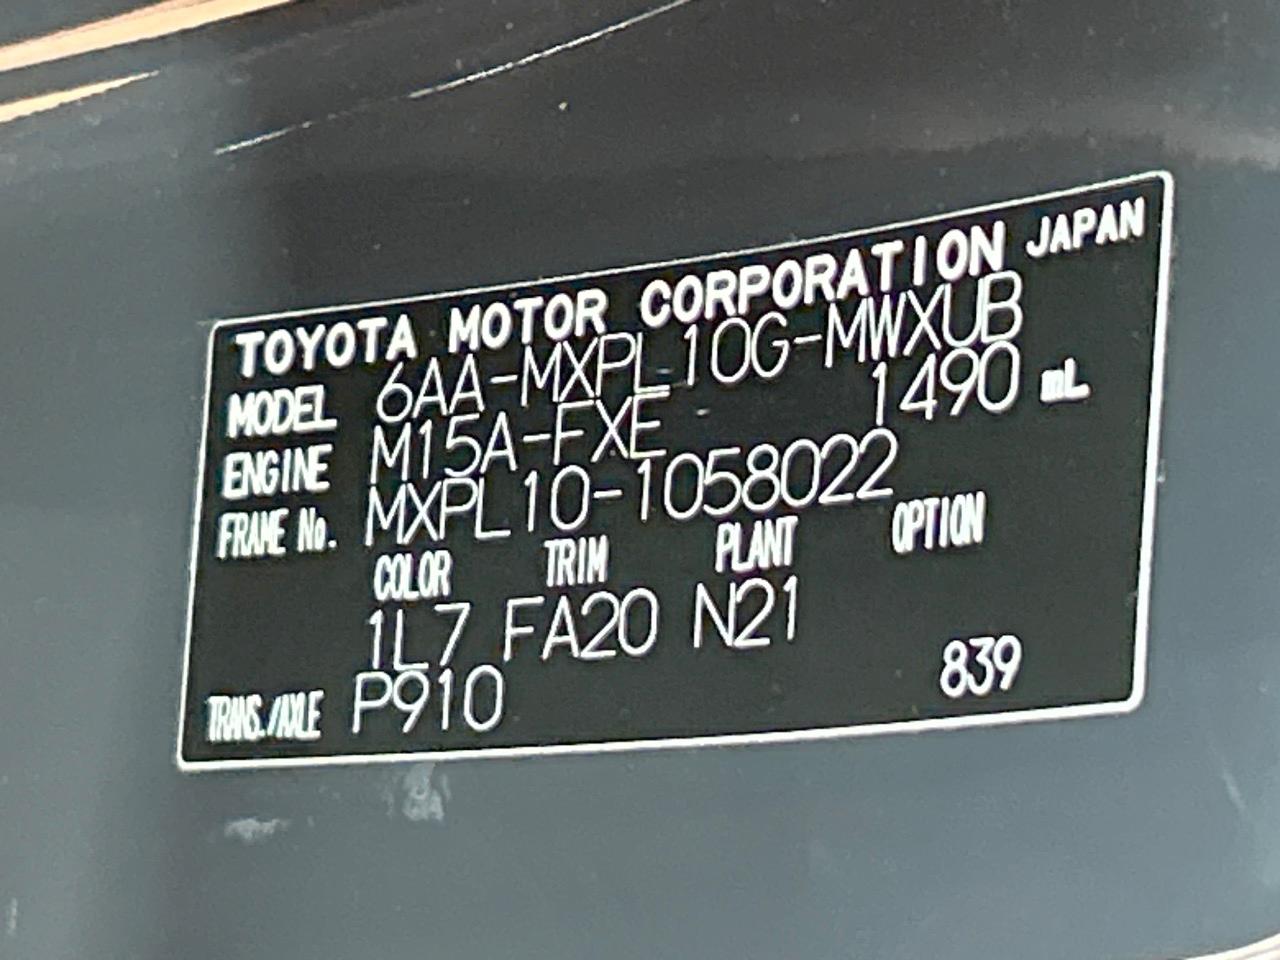 TOYOTA MOTOR CORPORATION JAPAN
MODEL 6AA-MXPL10G-MWXUB
ENGINE M15A-FXE 1490 mL
FRAME No. MXPL10-1058022
COLOR TRIM PLANT OPTION
1L7 FA20 N21
TRANS./AXLE P910 839